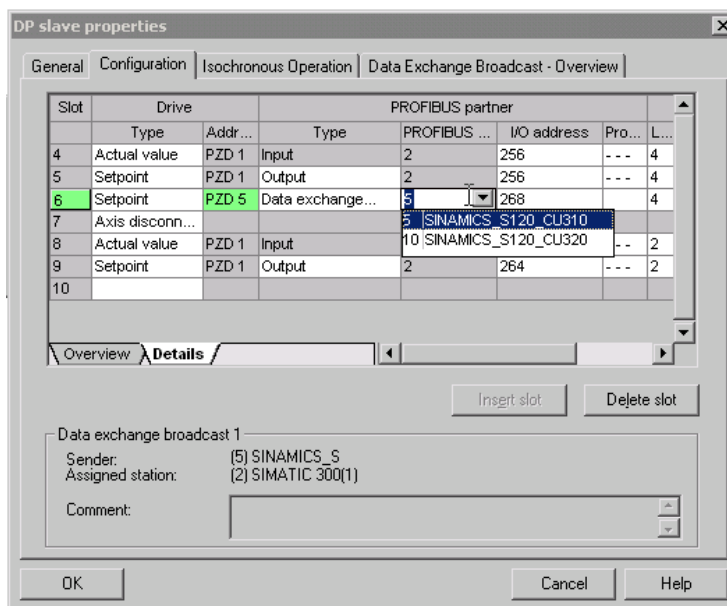 DP slave properties
General Configuration Isochronous Operation Data Exchange Broadcast - Overview
Slot Drive PROFIBUS partner
Type Addr... Type PROFIBUS ... I/O address Pro... L...
4 Actual value PZD 1 Input 2 256 - - - 4
5 Setpoint PZD 1 Output 2 256 - - - 4
6 Setpoint PZD 5 Data exchange... 5 268 4
7 Axis disconn... 5 SINAMICS_S120_CU310
8 Actual value PZD 1 Input 10 SINAMICS_S120_CU320 - - - 2
9 Setpoint PZD 1 Output 2 264 - - - 2
10
Overview Details
Insert slot Delete slot
Data exchange broadcast 1
Sender: (5) SINAMICS_S
Assigned station: (2) SIMATIC 300(1)
Comment:
OK Cancel Help